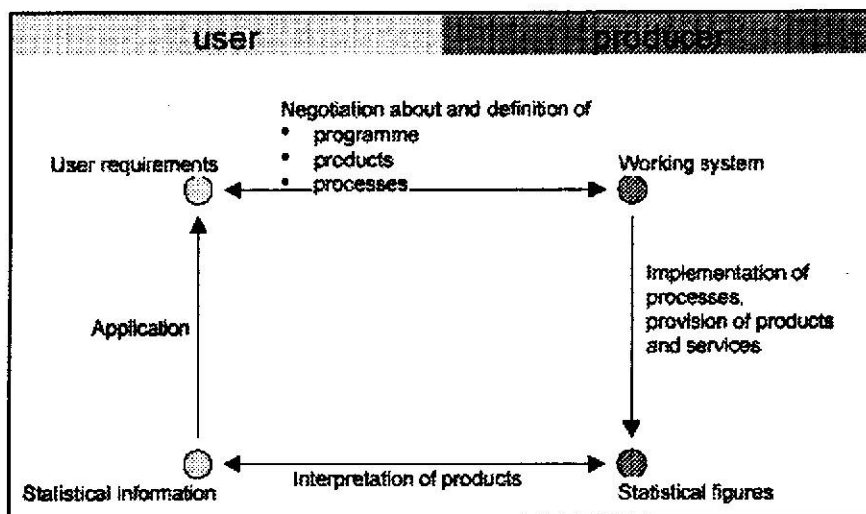 user
producer
Negotiation about and definition of
• programme
• products
• processes
User requirements
Working system
Application
Implementation of
processes,
provision of products
and services
Interpretation of products
Statistical information
Statistical figures